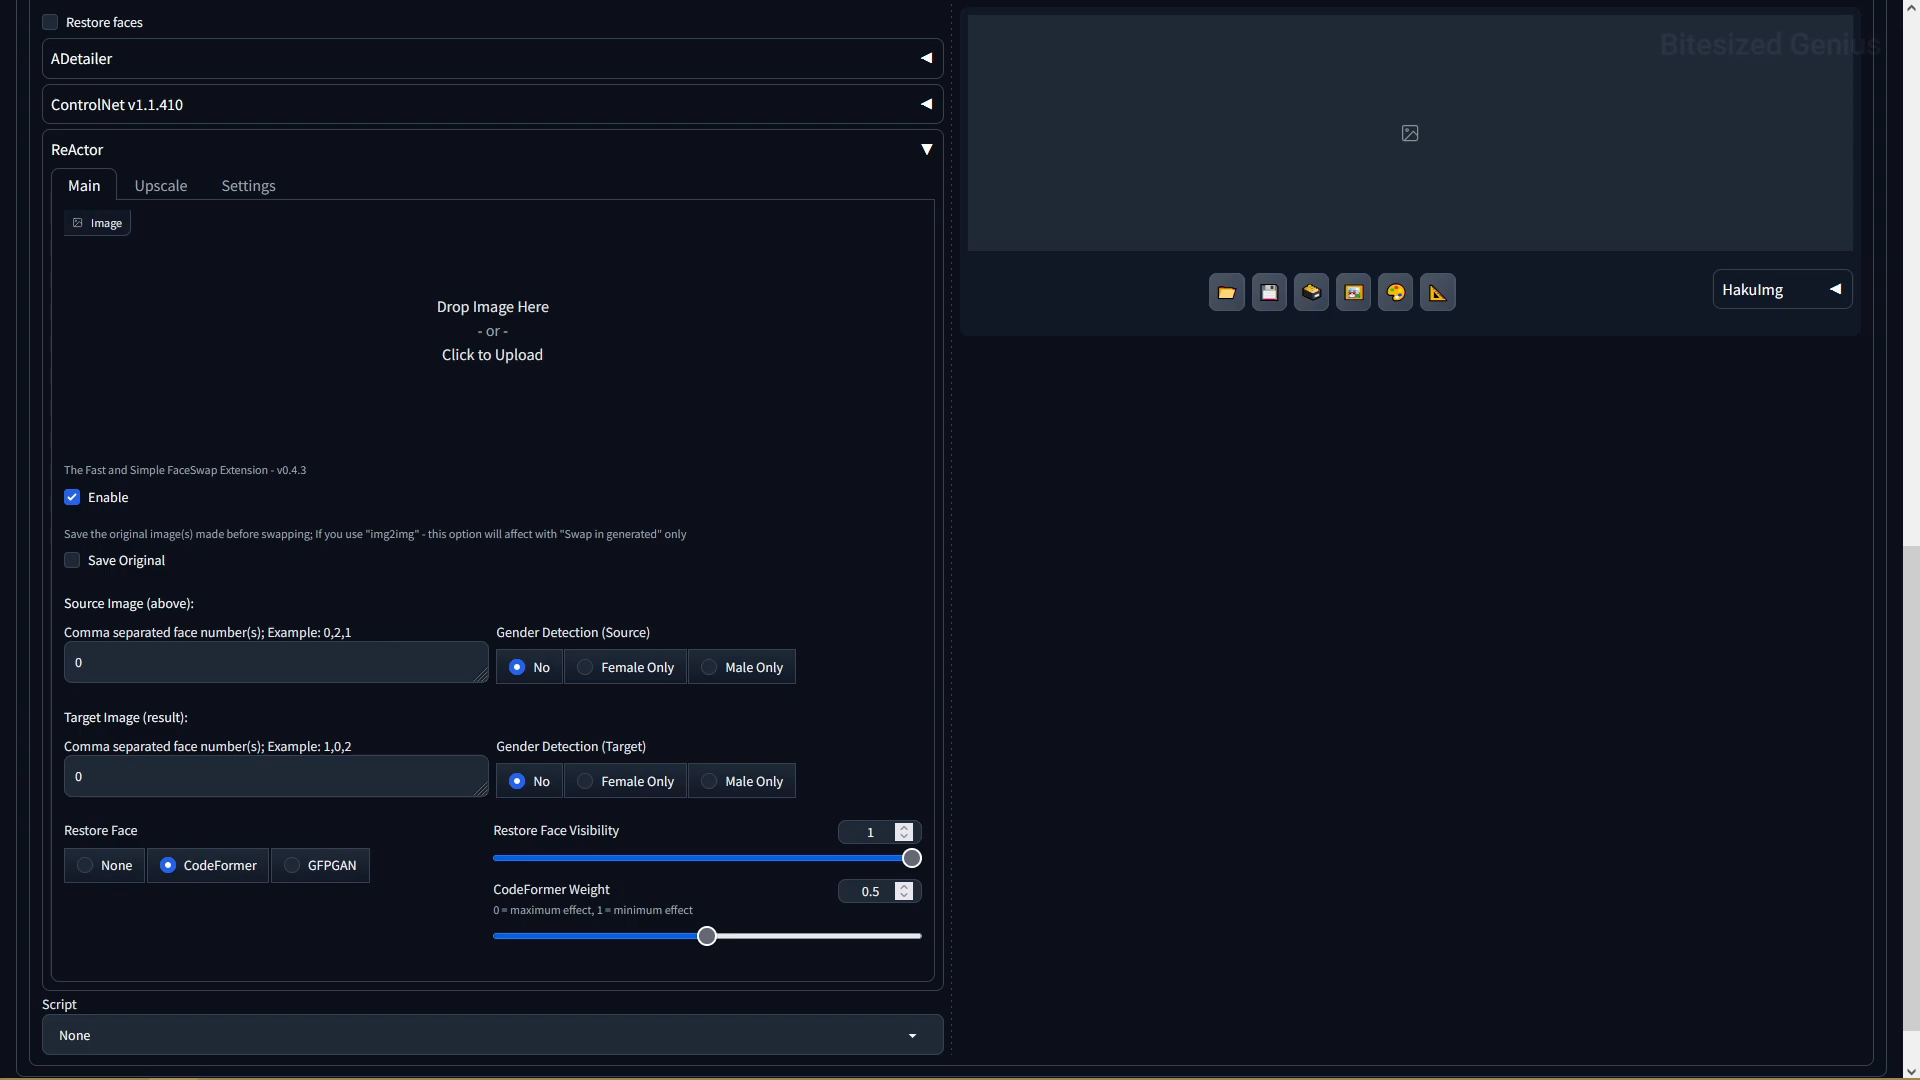 Restore faces
ADetailer
ControlNet v1.1.410
ReActor
Main Upscale Settings
Image
Drop Image Here
- or -
Click to Upload
The Fast and Simple FaceSwap Extension - v0.4.3
Enable
Save the original image(s) made before swapping; If you use "img2img" - this option will affect with "Swap in generated" only
Save Original
Source Image (above):
Comma separated face number(s); Example: 0,2,1
0
Gender Detection (Source)
No Female Only Male Only
Target Image (result):
Comma separated face number(s); Example: 1,0,2
0
Gender Detection (Target)
No Female Only Male Only
Restore Face
None CodeFormer GFPGAN
Restore Face Visibility
1
CodeFormer Weight
0.5
0 = maximum effect, 1 = minimum effect
Script
None
Bitesized Genius
HakuImg